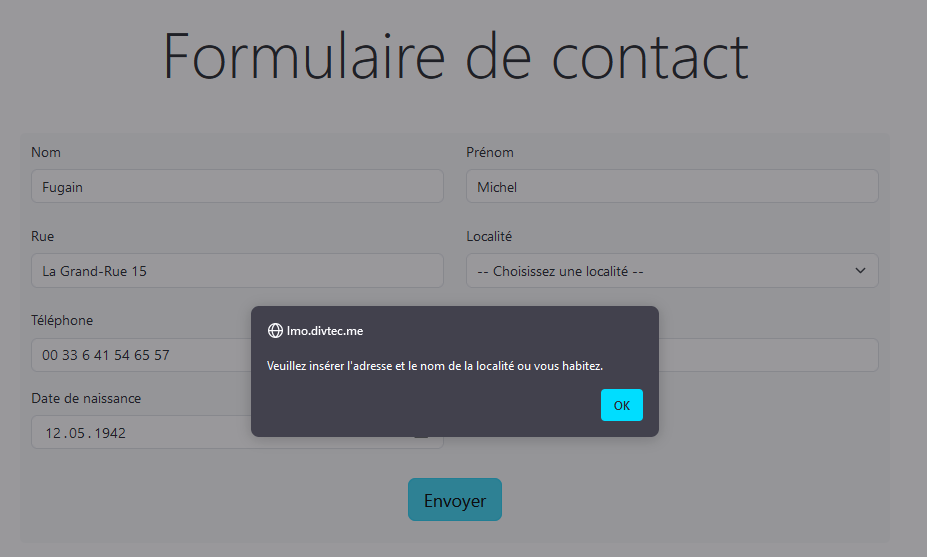 Formulaire de contact
Nom
Prénom
Fugain
Michel
Rue
Localité
La Grand-Rue 15
-- Choisissez une localité --
Téléphone
00 33 6 41 54 65 57
lmo.divtec.me
Veuillez insérer l'adresse et le nom de la localité ou vous habitez.
OK
Date de naissance
12.05.1942
Envoyer